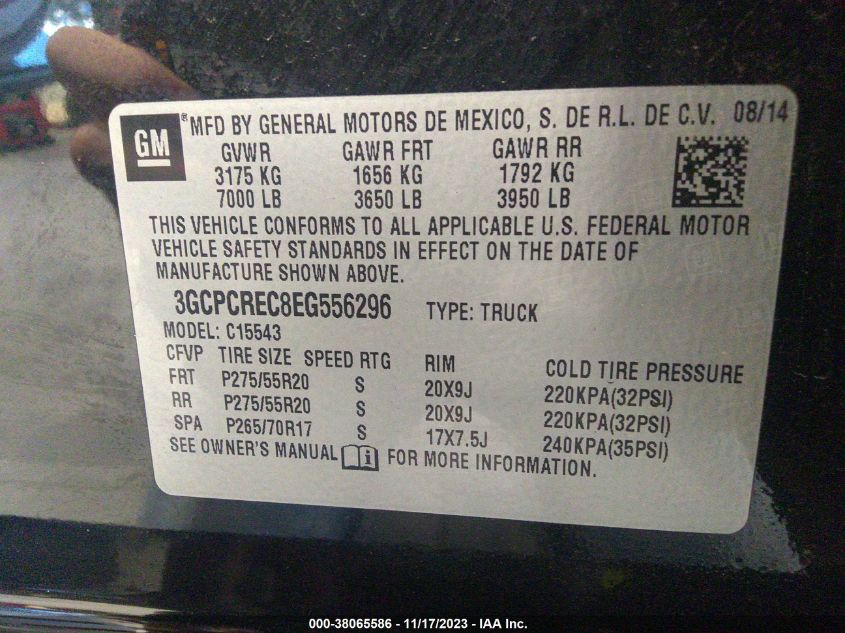 GM ® MFD BY GENERAL MOTORS DE MEXICO, S. DE R.L. DE C.V. 08/14
GVWR GAWR FRT GAWR RR
3175 KG 1656 KG 1792 KG
7000 LB 3650 LB 3950 LB
THIS VEHICLE CONFORMS TO ALL APPLICABLE U.S. FEDERAL MOTOR
VEHICLE SAFETY STANDARDS IN EFFECT ON THE DATE OF
MANUFACTURE SHOWN ABOVE.
3GCPCREC8EG556296 TYPE: TRUCK
MODEL: C15543
CFVP TIRE SIZE SPEED RTG RIM COLD TIRE PRESSURE
FRT P275/55R20 S 20X9J 220KPA(32PSI)
RR P275/55R20 S 20X9J 220KPA(32PSI)
SPA P265/70R17 S 17X7.5J 240KPA(35PSI)
SEE OWNER'S MANUAL i FOR MORE INFORMATION.
000-38065586 - 11/17/2023 - IAA Inc.